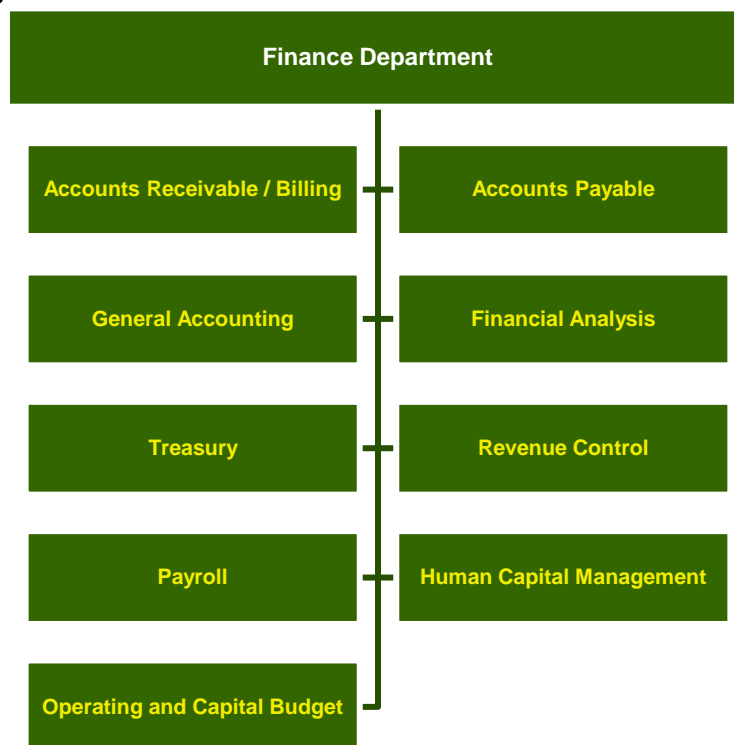 Finance Department
Accounts Receivable / Billing
Accounts Payable
General Accounting
Financial Analysis
Treasury
Revenue Control
Payroll
Human Capital Management
Operating and Capital Budget